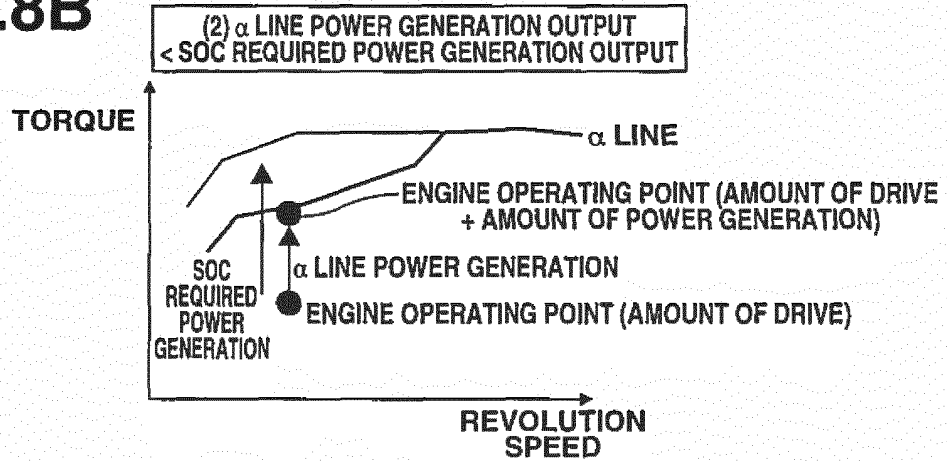 .8B
(2) α LINE POWER GENERATION OUTPUT
< SOC REQUIRED POWER GENERATION OUTPUT
TORQUE
α LINE
ENGINE OPERATING POINT (AMOUNT OF DRIVE
+ AMOUNT OF POWER GENERATION)
SOC
REQUIRED
POWER
GENERATION
α LINE POWER GENERATION
ENGINE OPERATING POINT (AMOUNT OF DRIVE)
REVOLUTION
SPEED